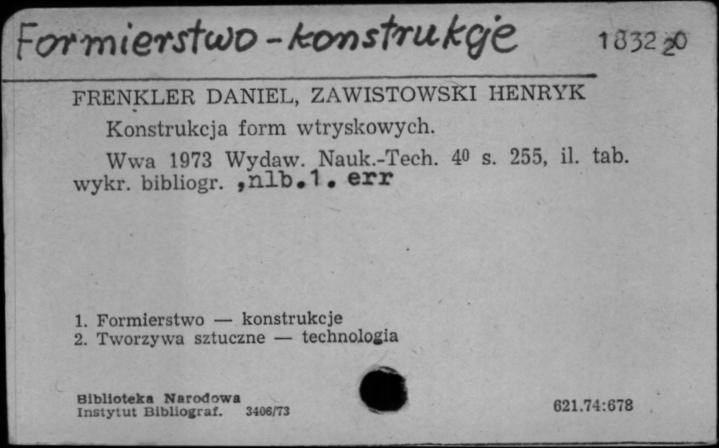 Formierstwo - konstrukcje 1832 20
FRENKLER DANIEL, ZAWISTOWSKI HENRYK
Konstrukcja form wtryskowych.
Wwa 1973 Wydaw. Nauk.-Tech. 4⁰ s. 255, il. tab.
wykr. bibliogr. ,nlb.1. err
1. Formierstwo — konstrukcje
2. Tworzywa sztuczne — technologia
Biblioteka Narodowa
Instytut Bibliograf. 3406/73 621.74:678